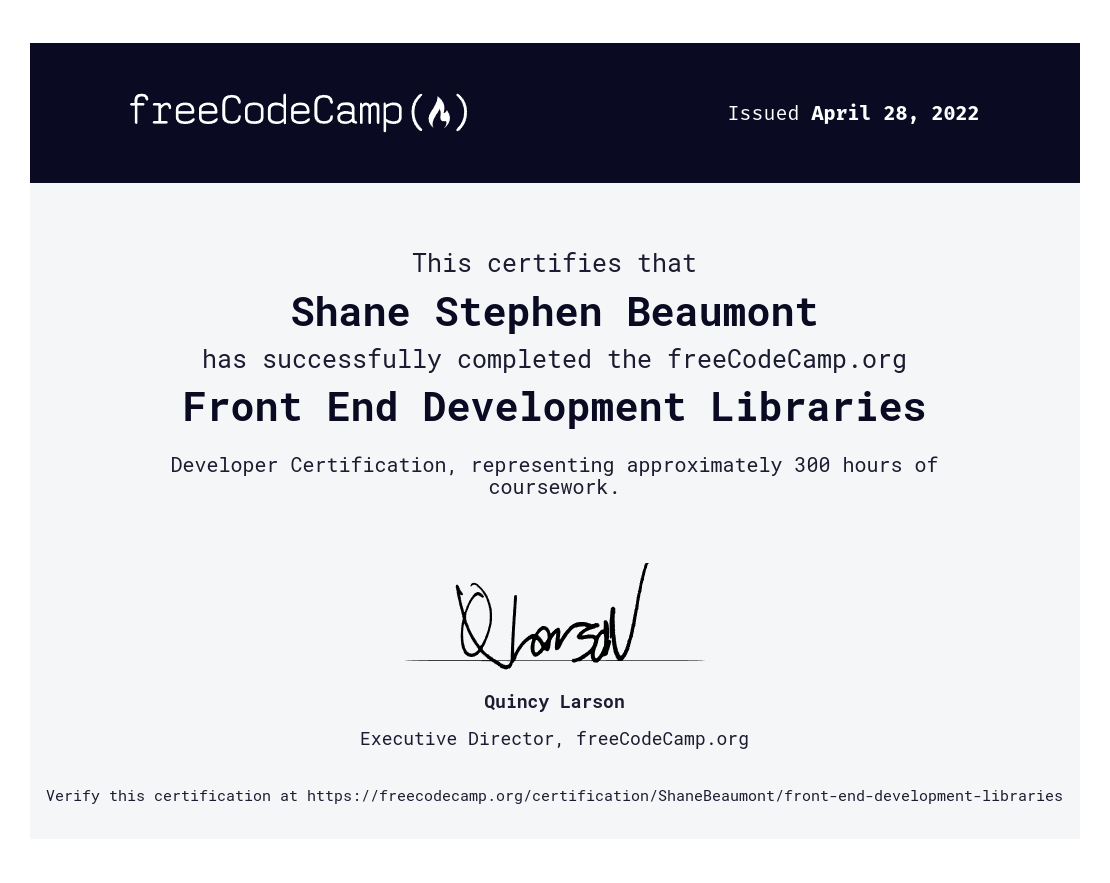 freeCodeCamp(🔥)
Issued April 28, 2022
This certifies that
Shane Stephen Beaumont
has successfully completed the freeCodeCamp.org
Front End Development Libraries
Developer Certification, representing approximately 300 hours of
coursework.
Q Larson
Quincy Larson
Executive Director, freeCodeCamp.org
Verify this certification at https://freecodecamp.org/certification/ShaneBeaumont/front-end-development-libraries